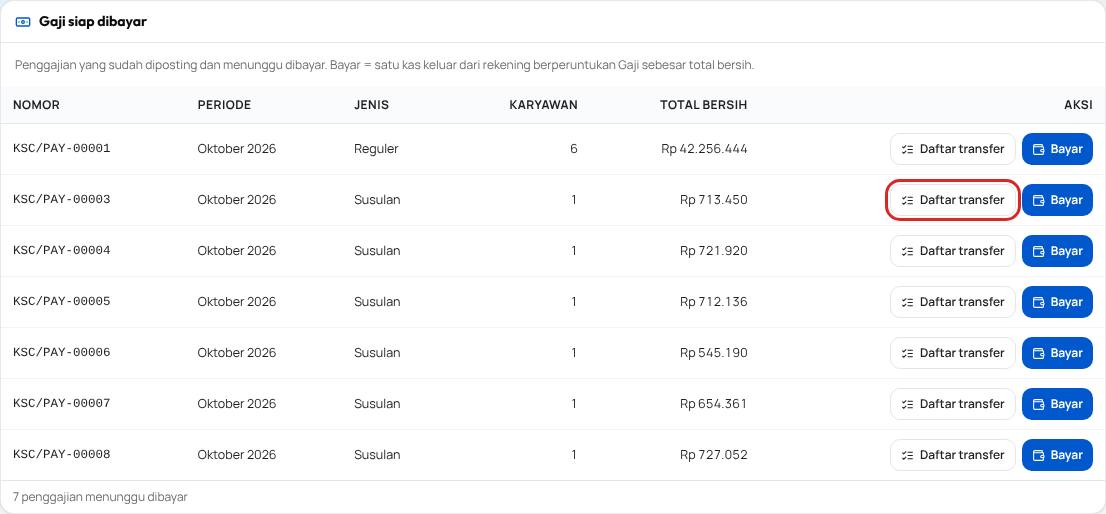 Gaji siap dibayar
Penggajian yang sudah diposting dan menunggu dibayar. Bayar = satu kas keluar dari rekening berperuntukan Gaji sebesar total bersih.
NOMOR PERIODE JENIS KARYAWAN TOTAL BERSIH AKSI
KSC/PAY-00001 Oktober 2026 Reguler 6 Rp 42.256.444 Daftar transfer Bayar
KSC/PAY-00003 Oktober 2026 Susulan 1 Rp 713.450 Daftar transfer Bayar
KSC/PAY-00004 Oktober 2026 Susulan 1 Rp 721.920 Daftar transfer Bayar
KSC/PAY-00005 Oktober 2026 Susulan 1 Rp 712.136 Daftar transfer Bayar
KSC/PAY-00006 Oktober 2026 Susulan 1 Rp 545.190 Daftar transfer Bayar
KSC/PAY-00007 Oktober 2026 Susulan 1 Rp 654.361 Daftar transfer Bayar
KSC/PAY-00008 Oktober 2026 Susulan 1 Rp 727.052 Daftar transfer Bayar
7 penggajian menunggu dibayar